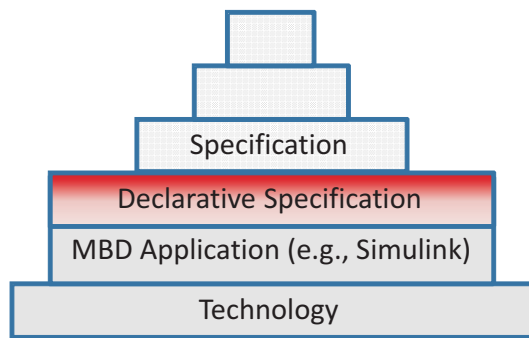 Specification
Declarative Specification
MBD Application (e.g., Simulink)
Technology